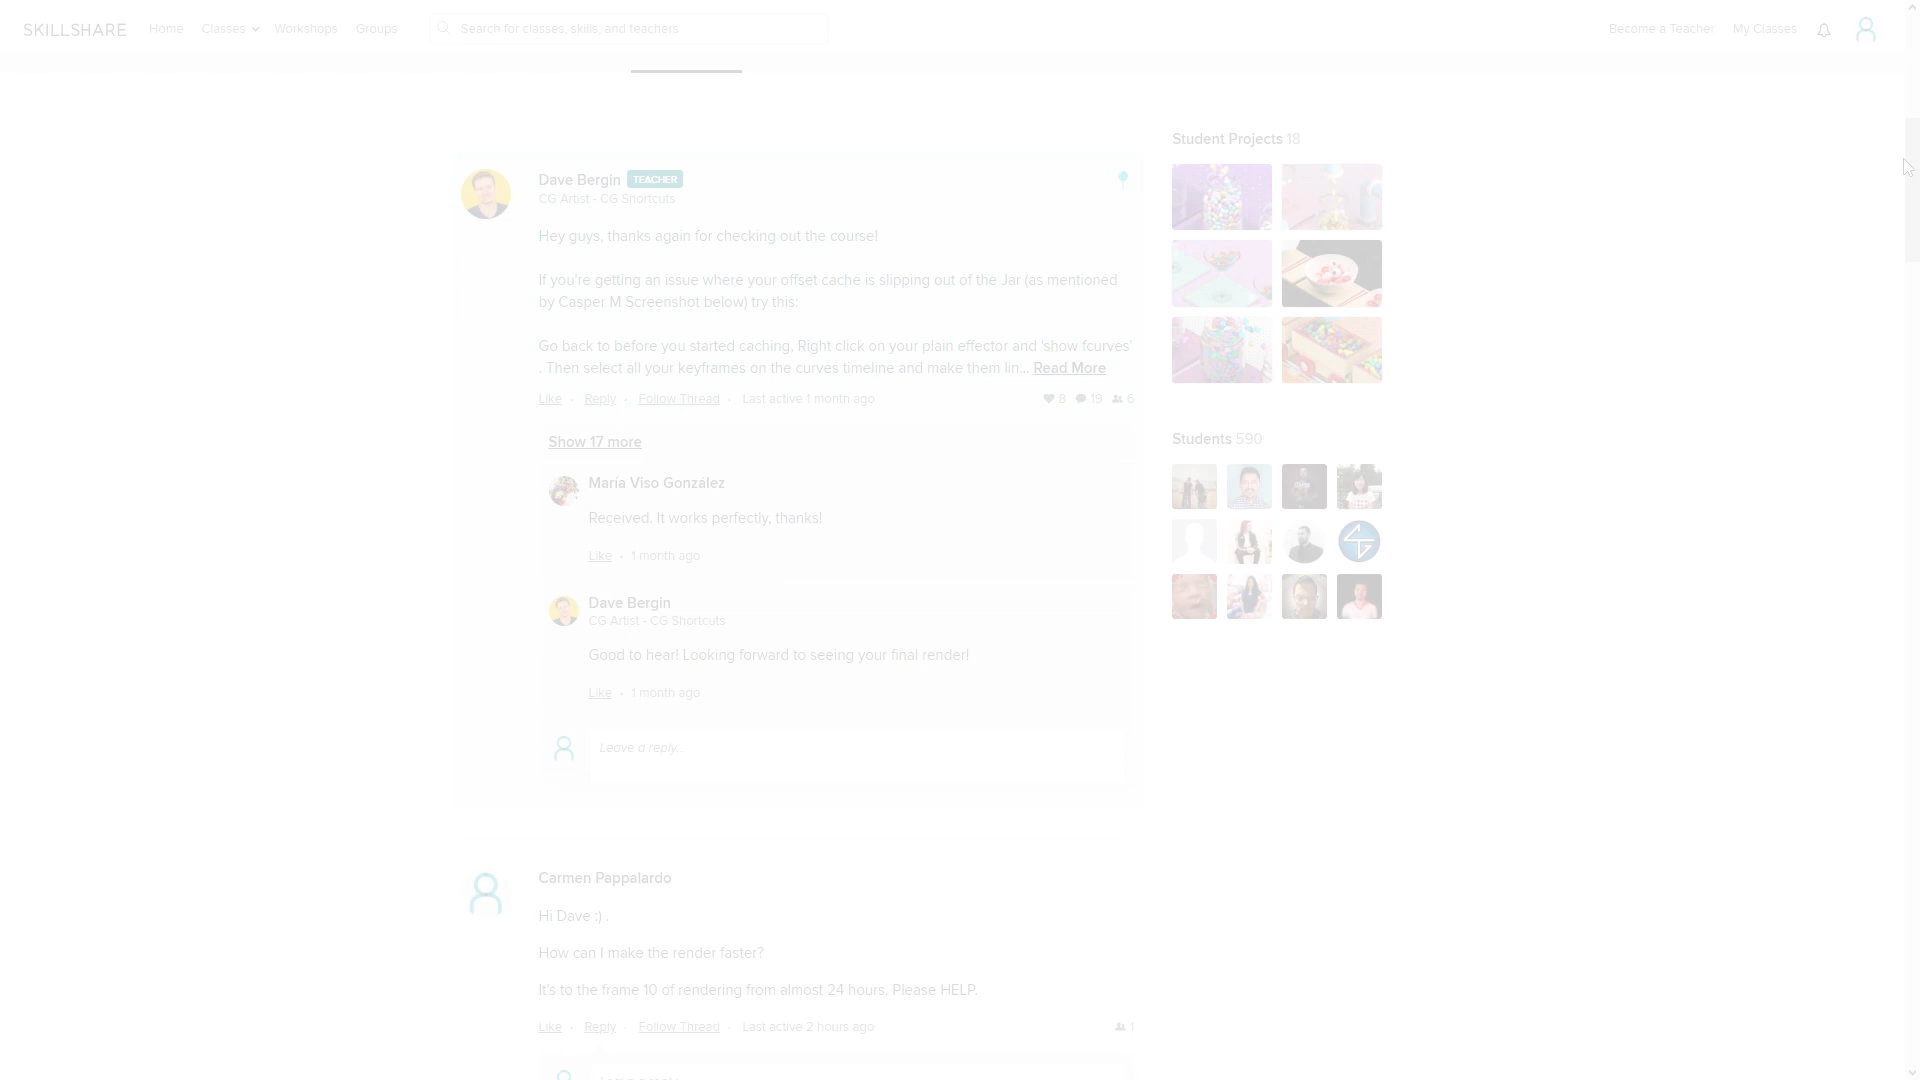 SKILLSHARE Home Classes Workshops Groups Search for classes, skills, and teachers Become a Teacher My Classes
Student Projects 18
Dave Bergin TEACHER
CG Artist - CG Shortcuts
Hey guys, thanks again for checking out the course!
If you're getting an issue where your offset cache is slipping out of the Jar (as mentioned
by Casper M Screenshot below) try this:
Go back to before you started caching, Right click on your plain effector and 'show fcurves'
. Then select all your keyframes on the curves timeline and make them lin... Read More
Like · Reply · Follow Thread · Last active 1 month ago 8 19 6
Students 590
Show 17 more
María Viso González
Received. It works perfectly, thanks!
Like · 1 month ago
Dave Bergin
CG Artist - CG Shortcuts
Good to hear! Looking forward to seeing your final render!
Like · 1 month ago
Leave a reply...
Carmen Pappalardo
Hi Dave :) .
How can I make the render faster?
It's to the frame 10 of rendering from almost 24 hours. Please HELP.
Like · Reply · Follow Thread · Last active 2 hours ago 1
Leave a reply...